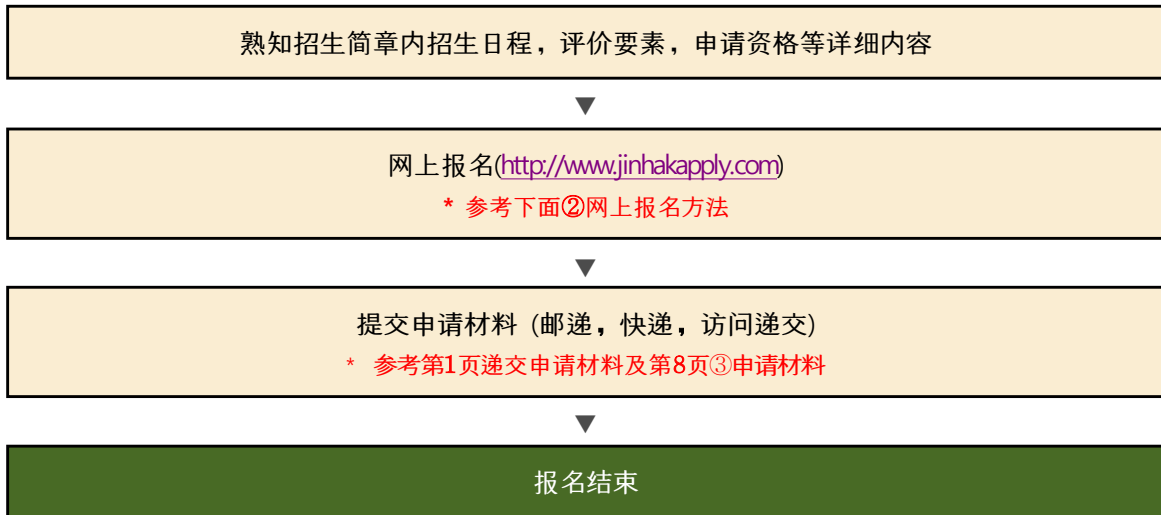 熟知招生简章内招生日程，评价要素，申请资格等详细内容
网上报名(http://www.jinhakapply.com)
* 参考下面②网上报名方法
提交申请材料 (邮递，快递，访问递交)
* 参考第1页递交申请材料及第8页③申请材料
报名结束